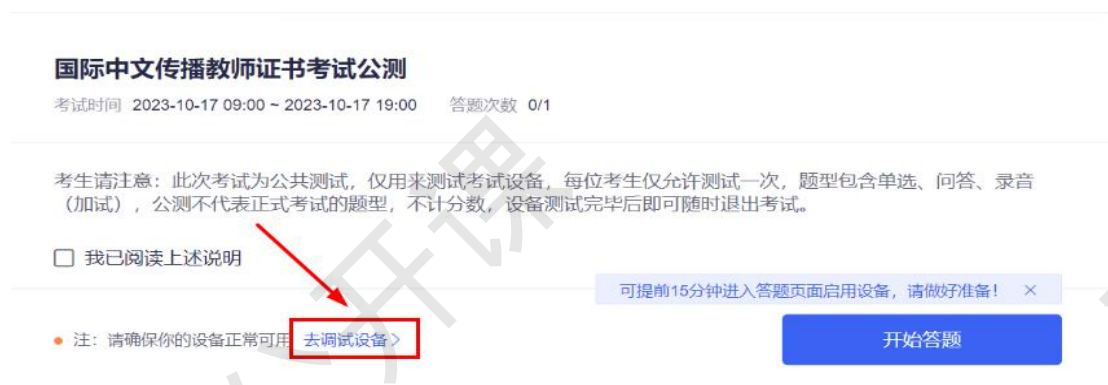 国际中文传播教师证书考试公测
考试时间 2023-10-17 09:00 ~ 2023-10-17 19:00 答题次数 0/1
考生请注意：此次考试为公共测试，仅用来测试考试设备，每位考生仅允许测试一次，题型包含单选、问答、录音
（加试），公测不代表正式考试的题型，不计分数，设备测试完毕后即可随时退出考试。
我已阅读上述说明
可提前15分钟进入答题页面启用设备，请做好准备！ ×
注：请确保你的设备正常可用 去调试设备>
开始答题
公开课